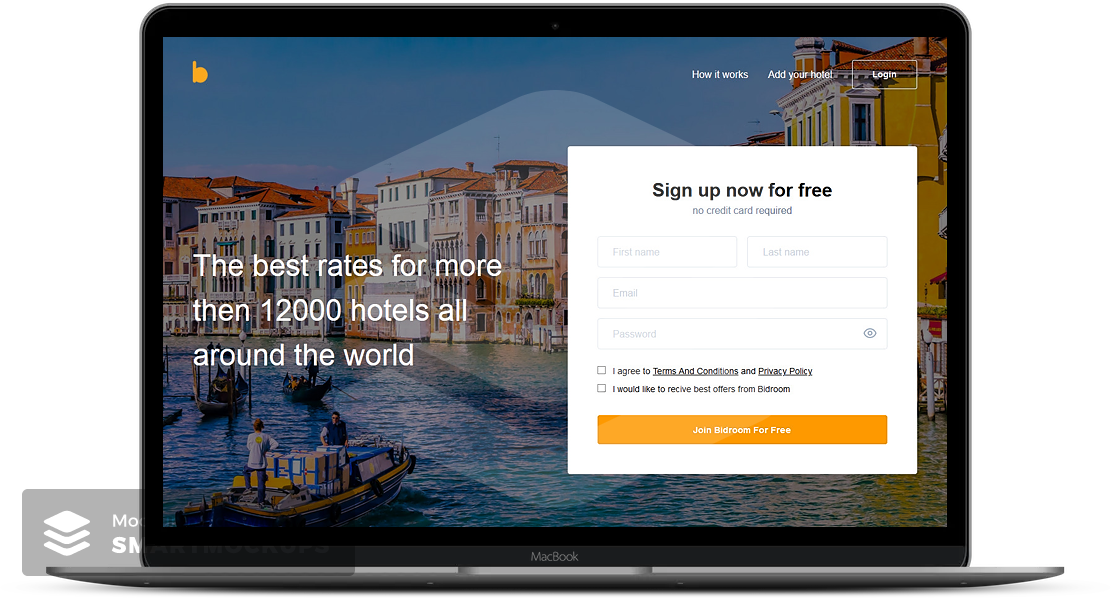 b
How it works
Add your hotel
Login
Sign up now for free
no credit card required
First name
Last name
The best rates for more
then 12000 hotels all
around the world
Email
Password
I agree to Terms And Conditions and Privacy Policy
I would like to recive best offers from Bidroom
Join Bidroom For Free
SMARTMOCKUPS
MacBook